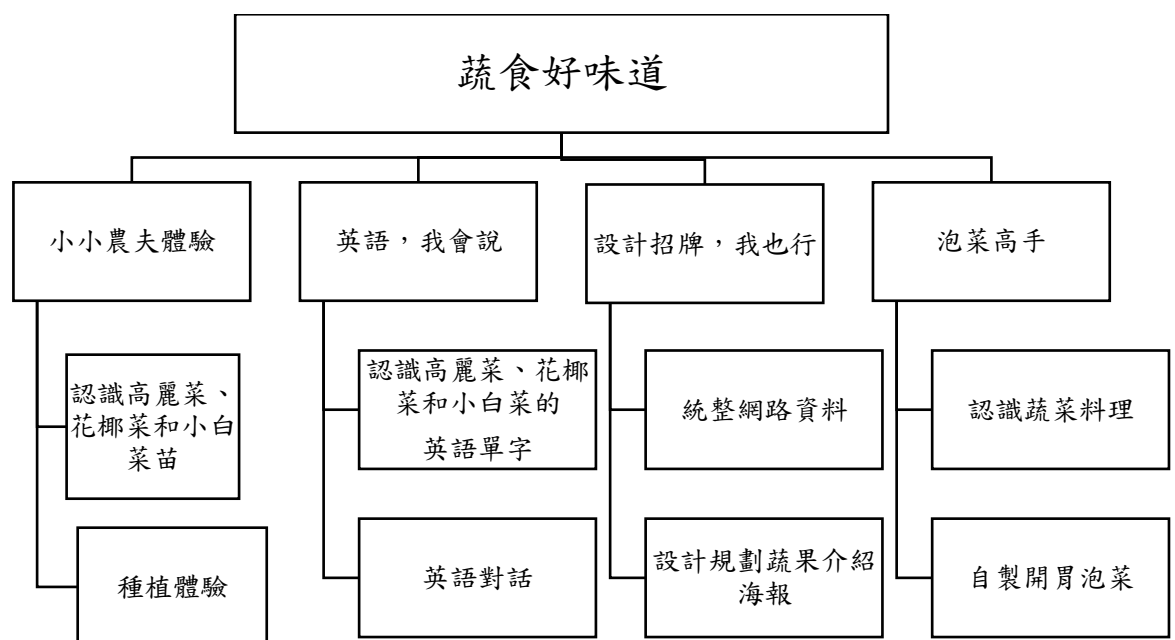 蔬食好味道
小小農夫體驗
英語，我會說
設計招牌，我也行
泡菜高手
認識高麗菜、
花椰菜和小白
菜苗
認識高麗菜、花椰
菜和小白菜的
英語單字
統整網路資料
認識蔬菜料理
種植體驗
英語對話
設計規劃蔬果介紹
海報
自製開胃泡菜